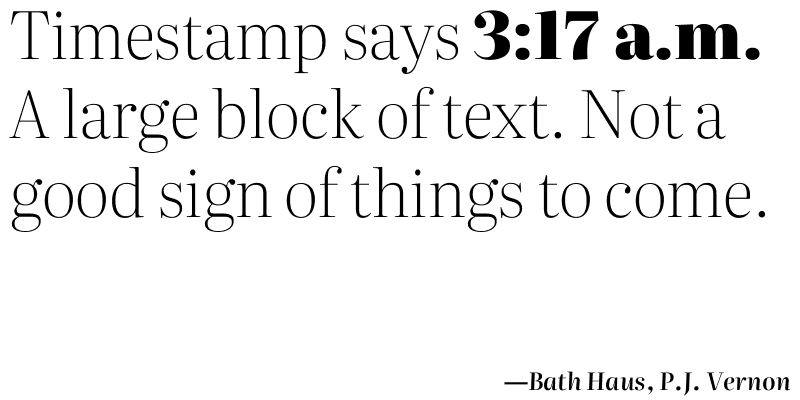 Timestamp says 3:17 a.m.
A large block of text. Not a
good sign of things to come.
—Bath Haus, P.J. Vernon